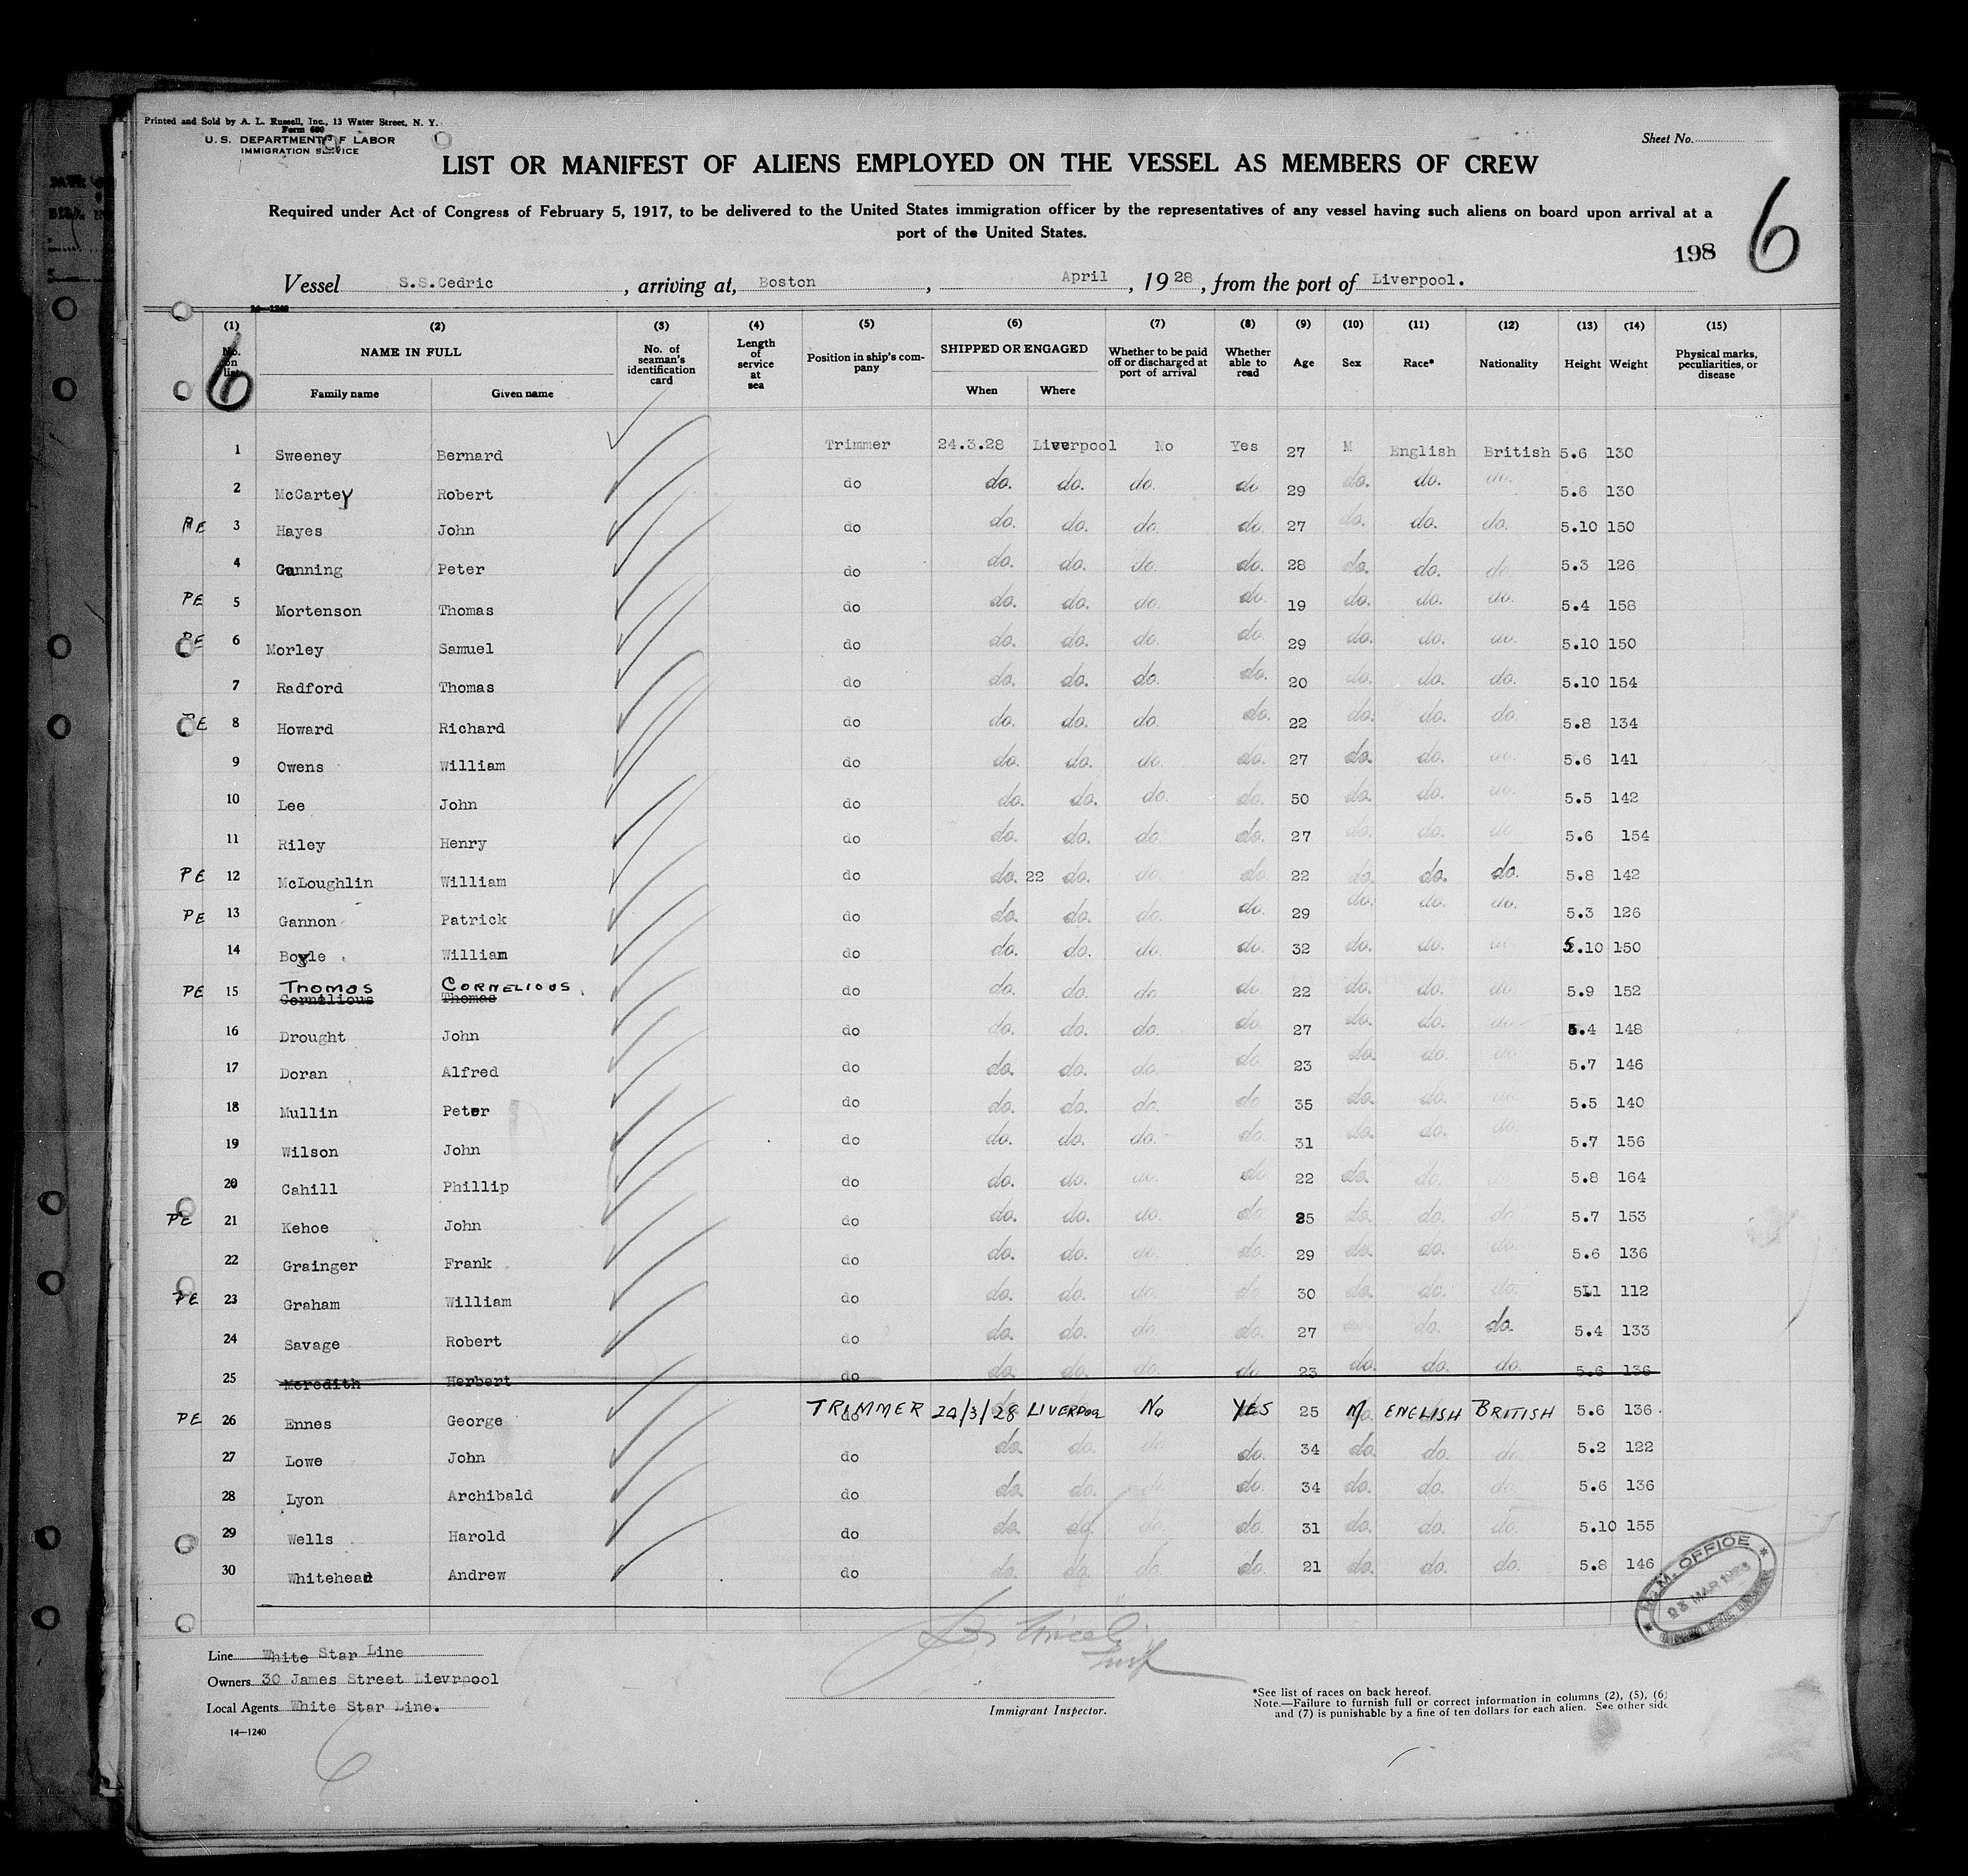 Printed and Sold by A. L. Russell, Inc., 13 Water Street, N. Y.
Form 680
U. S. DEPARTMENT OF LABOR
IMMIGRATION SERVICE
Sheet No.
LIST OR MANIFEST OF ALIENS EMPLOYED ON THE VESSEL AS MEMBERS OF CREW
Required under Act of Congress of February 5, 1917, to be delivered to the United States immigration officer by the representatives of any vessel having such aliens on board upon arrival at a
port of the United States.
198 6
Vessel S.S.Cedric, arriving at, Boston, April, 1928, from the port of Liverpool.
14—1240
(1) (2) (3) (4) (5) (6) (7) (8) (9) (10) (11) (12) (13) (14) (15)
No. on list NAME IN FULL Family name Given name No. of seaman's identification card Length of service at sea Position in ship's company SHIPPED OR ENGAGED When Where Whether to be paid off or discharged at port of arrival Whether able to read Age Sex Race* Nationality Height Weight Physical marks, peculiarities, or disease
6
1 Sweeney Bernard Trimmer 24.3.28 Liverpool No Yes 27 M English British 5.6 130
2 McCartey Robert do do. do. do. do. 29 do. do. do. 5.6 130
PE 3 Hayes John do do. do. do. do. 27 do. do. do. 5.10 150
4 Gunning Peter do do. do. do. do. 28 do. do. do. 5.3 126
PE 5 Mortenson Thomas do do. do. do. do. 19 do. do. do. 5.4 158
PE 6 Morley Samuel do do. do. do. do. 29 do. do. do. 5.10 150
7 Radford Thomas do do. do. do. do. 20 do. do. do. 5.10 154
PE 8 Howard Richard do do. do. do. do. 22 do. do. do. 5.8 134
9 Owens William do do. do. do. do. 27 do. do. do. 5.6 141
10 Lee John do do. do. do. do. 50 do. do. do. 5.5 142
11 Riley Henry do do. do. do. do. 27 do. do. do. 5.6 154
PE 12 McLoughlin William do do. 22 do. do. do. 22 do. do. do. 5.8 142
PE 13 Gannon Patrick do do. do. do. do. 29 do. do. do. 5.3 126
14 Boyle William do do. do. do. do. 32 do. do. do. 5.10 150
PE 15 Thomas CORNELIOUS
Cornelious Thomas do do. do. do. do. 22 do. do. do. 5.9 152
16 Drought John do do. do. do. do. 27 do. do. do. 5.4 148
17 Doran Alfred do do. do. do. do. 23 do. do. do. 5.7 146
18 Mullin Peter do do. do. do. do. 35 do. do. do. 5.5 140
19 Wilson John do do. do. do. do. 31 do. do. do. 5.7 156
20 Cahill Phillip do do. do. do. do. 22 do. do. do. 5.8 164
PE 21 Kehoe John do do. do. do. do. 25 do. do. do. 5.7 153
22 Grainger Frank do do. do. do. do. 29 do. do. do. 5.6 136
PE 23 Graham William do do. do. do. do. 30 do. do. do. 5.1 112
24 Savage Robert do do. do. do. do. 27 do. do. do. 5.4 133
25 Meredith Herbert do do. do. do. do. 23 do. do. do. 5.6 136
PE 26 Ennes George TRIMMER 24/3/28 LIVERPOOL No YES 25 M ENGLISH BRITISH 5.6 136.
27 Lowe John do do. do. do. do. 34 do. do. do. 5.2 122
28 Lyon Archibald do do. do. do. do. 34 do. do. do. 5.6 136
29 Wells Harold do do. do. do. do. 31 do. do. do. 5.10 155
30 Whitehead Andrew do do. do. do. do. 21 do. do. do. 5.8 146
Line White Star Line
Owners 30 James Street Lievrpool
Local Agents White Star Line.
14—1240
Immigrant Inspector.
*See list of races on back hereof.
Note.—Failure to furnish full or correct information in columns (2), (5), (6)
and (7) is punishable by a fine of ten dollars for each alien. See other side
M. OFFICE
MAR